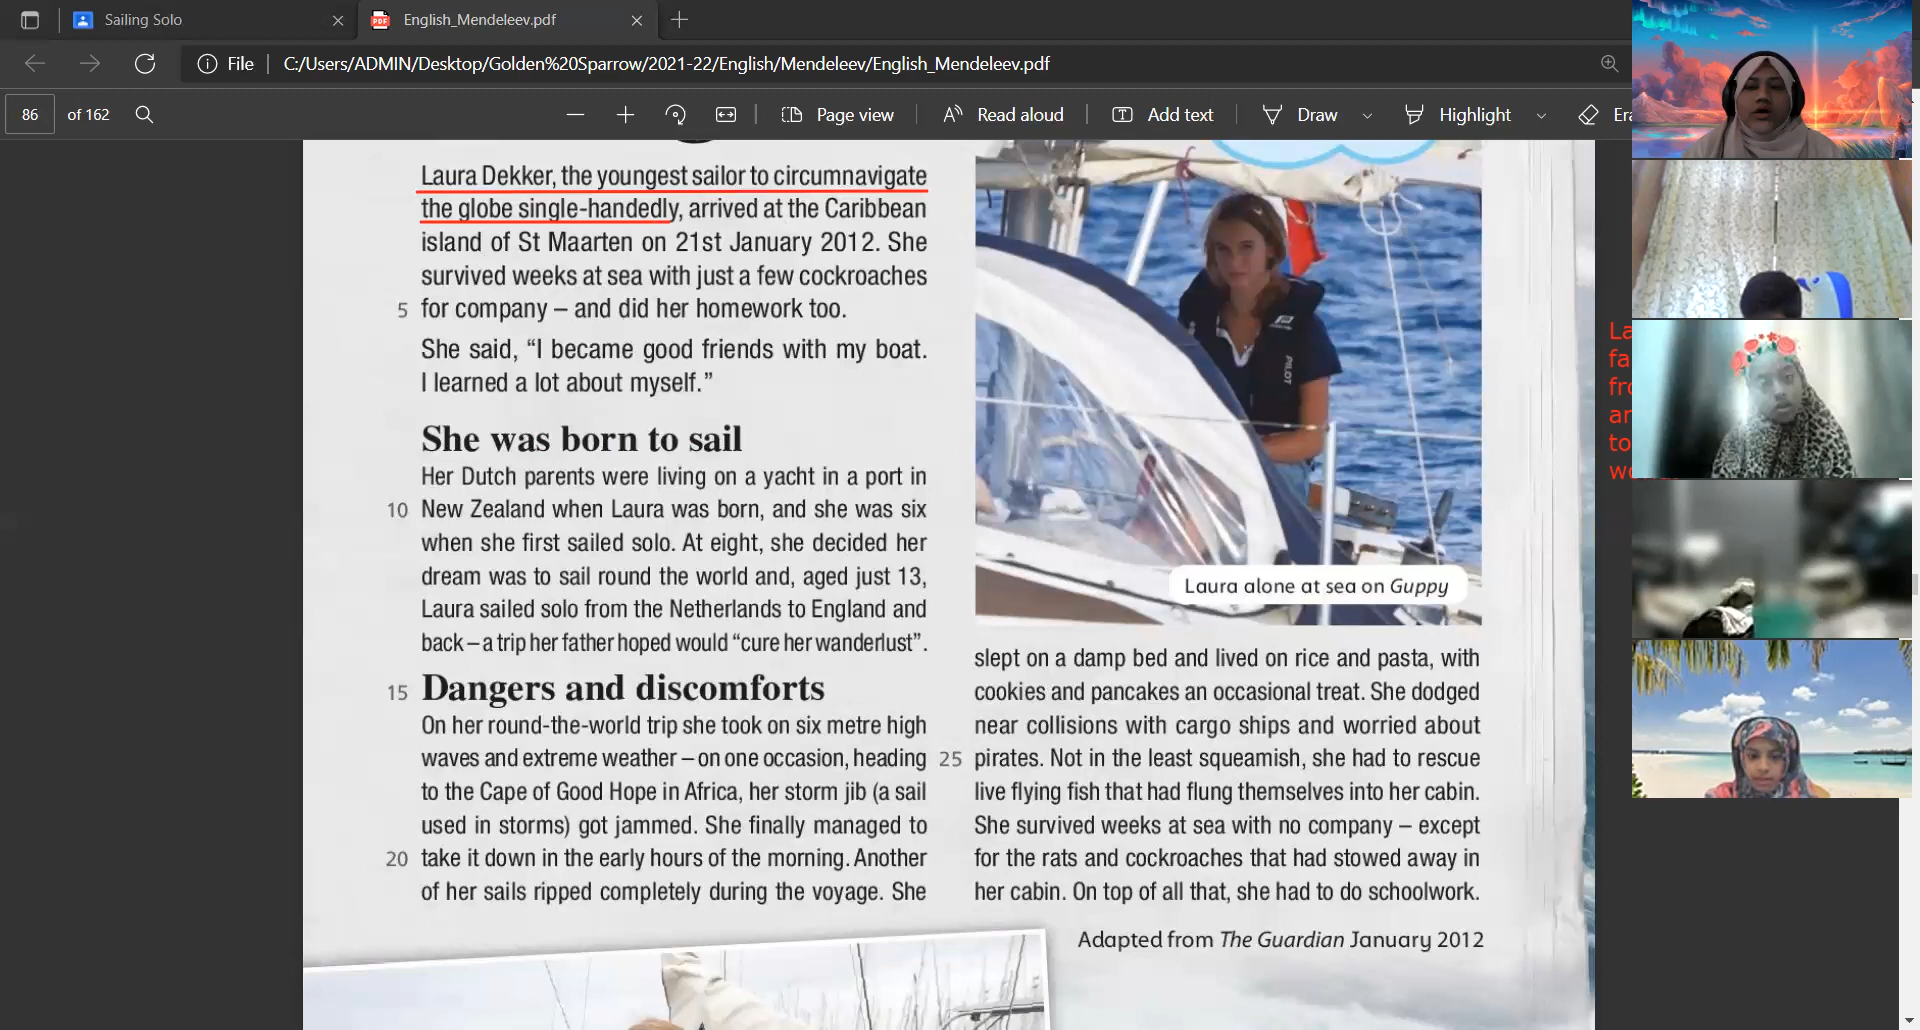 Sailing Solo
English_Mendeleev.pdf
File
C:/Users/ADMIN/Desktop/Golden%20Sparrow/2021-22/English/Mendeleev/English_Mendeleev.pdf
86 of 162
Page view
Read aloud
Add text
Draw
Highlight
Laura Dekker, the youngest sailor to circumnavigate
the globe single-handedly, arrived at the Caribbean
island of St Maarten on 21st January 2012. She
survived weeks at sea with just a few cockroaches
5 for company – and did her homework too.
She said, “I became good friends with my boat.
I learned a lot about myself.”
She was born to sail
Her Dutch parents were living on a yacht in a port in
10 New Zealand when Laura was born, and she was six
when she first sailed solo. At eight, she decided her
dream was to sail round the world and, aged just 13,
Laura sailed solo from the Netherlands to England and
back – a trip her father hoped would “cure her wanderlust”.
15 Dangers and discomforts
On her round-the-world trip she took on six metre high
waves and extreme weather – on one occasion, heading
to the Cape of Good Hope in Africa, her storm jib (a sail
used in storms) got jammed. She finally managed to
20 take it down in the early hours of the morning. Another
of her sails ripped completely during the voyage. She
PILOT
Laura alone at sea on Guppy
slept on a damp bed and lived on rice and pasta, with
cookies and pancakes an occasional treat. She dodged
near collisions with cargo ships and worried about
25 pirates. Not in the least squeamish, she had to rescue
live flying fish that had flung themselves into her cabin.
She survived weeks at sea with no company – except
for the rats and cockroaches that had stowed away in
her cabin. On top of all that, she had to do schoolwork.
Adapted from The Guardian January 2012